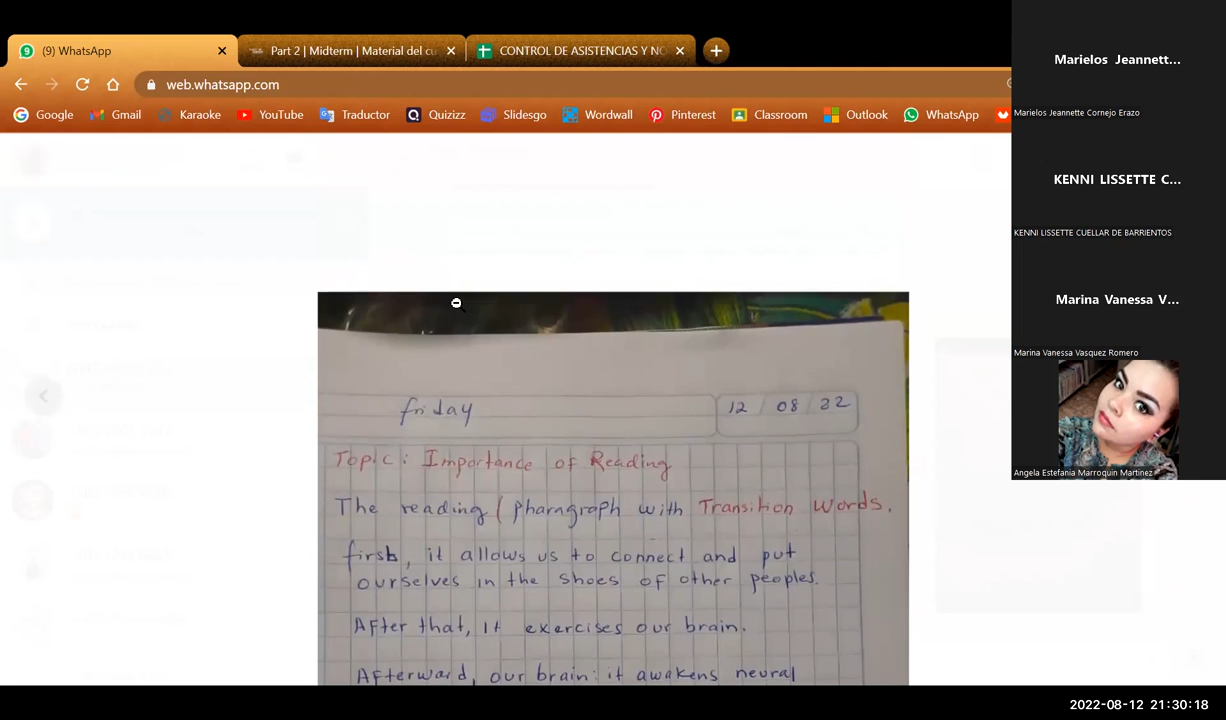 (9) WhatsApp
Part 2 | Midterm | Material del cu
CONTROL DE ASISTENCIAS Y NO
web.whatsapp.com
Google
Gmail
Karaoke
YouTube
Traductor
Quizizz
Slidesgo
Wordwall
Pinterest
Classroom
Outlook
WhatsApp
Marielos Jeannett...
Marielos Jeannette Cornejo Erazo
KENNI LISSETTE C...
KENNI LISSETTE CUELLAR DE BARRIENTOS
Marina Vanessa V...
Marina Vanessa Vasquez Romero
Angela Estefania Marroquin Martinez
friday
12 / 08 / 22
Topic: Importance of Reading
The reading ( pharagraph with Transition Words.
first, it allows us to connect and put
ourselves in the shoes of other peoples.
After that, it exercises our brain.
Afterward, our brain: it awakens neural
2022-08-12 21:30:18